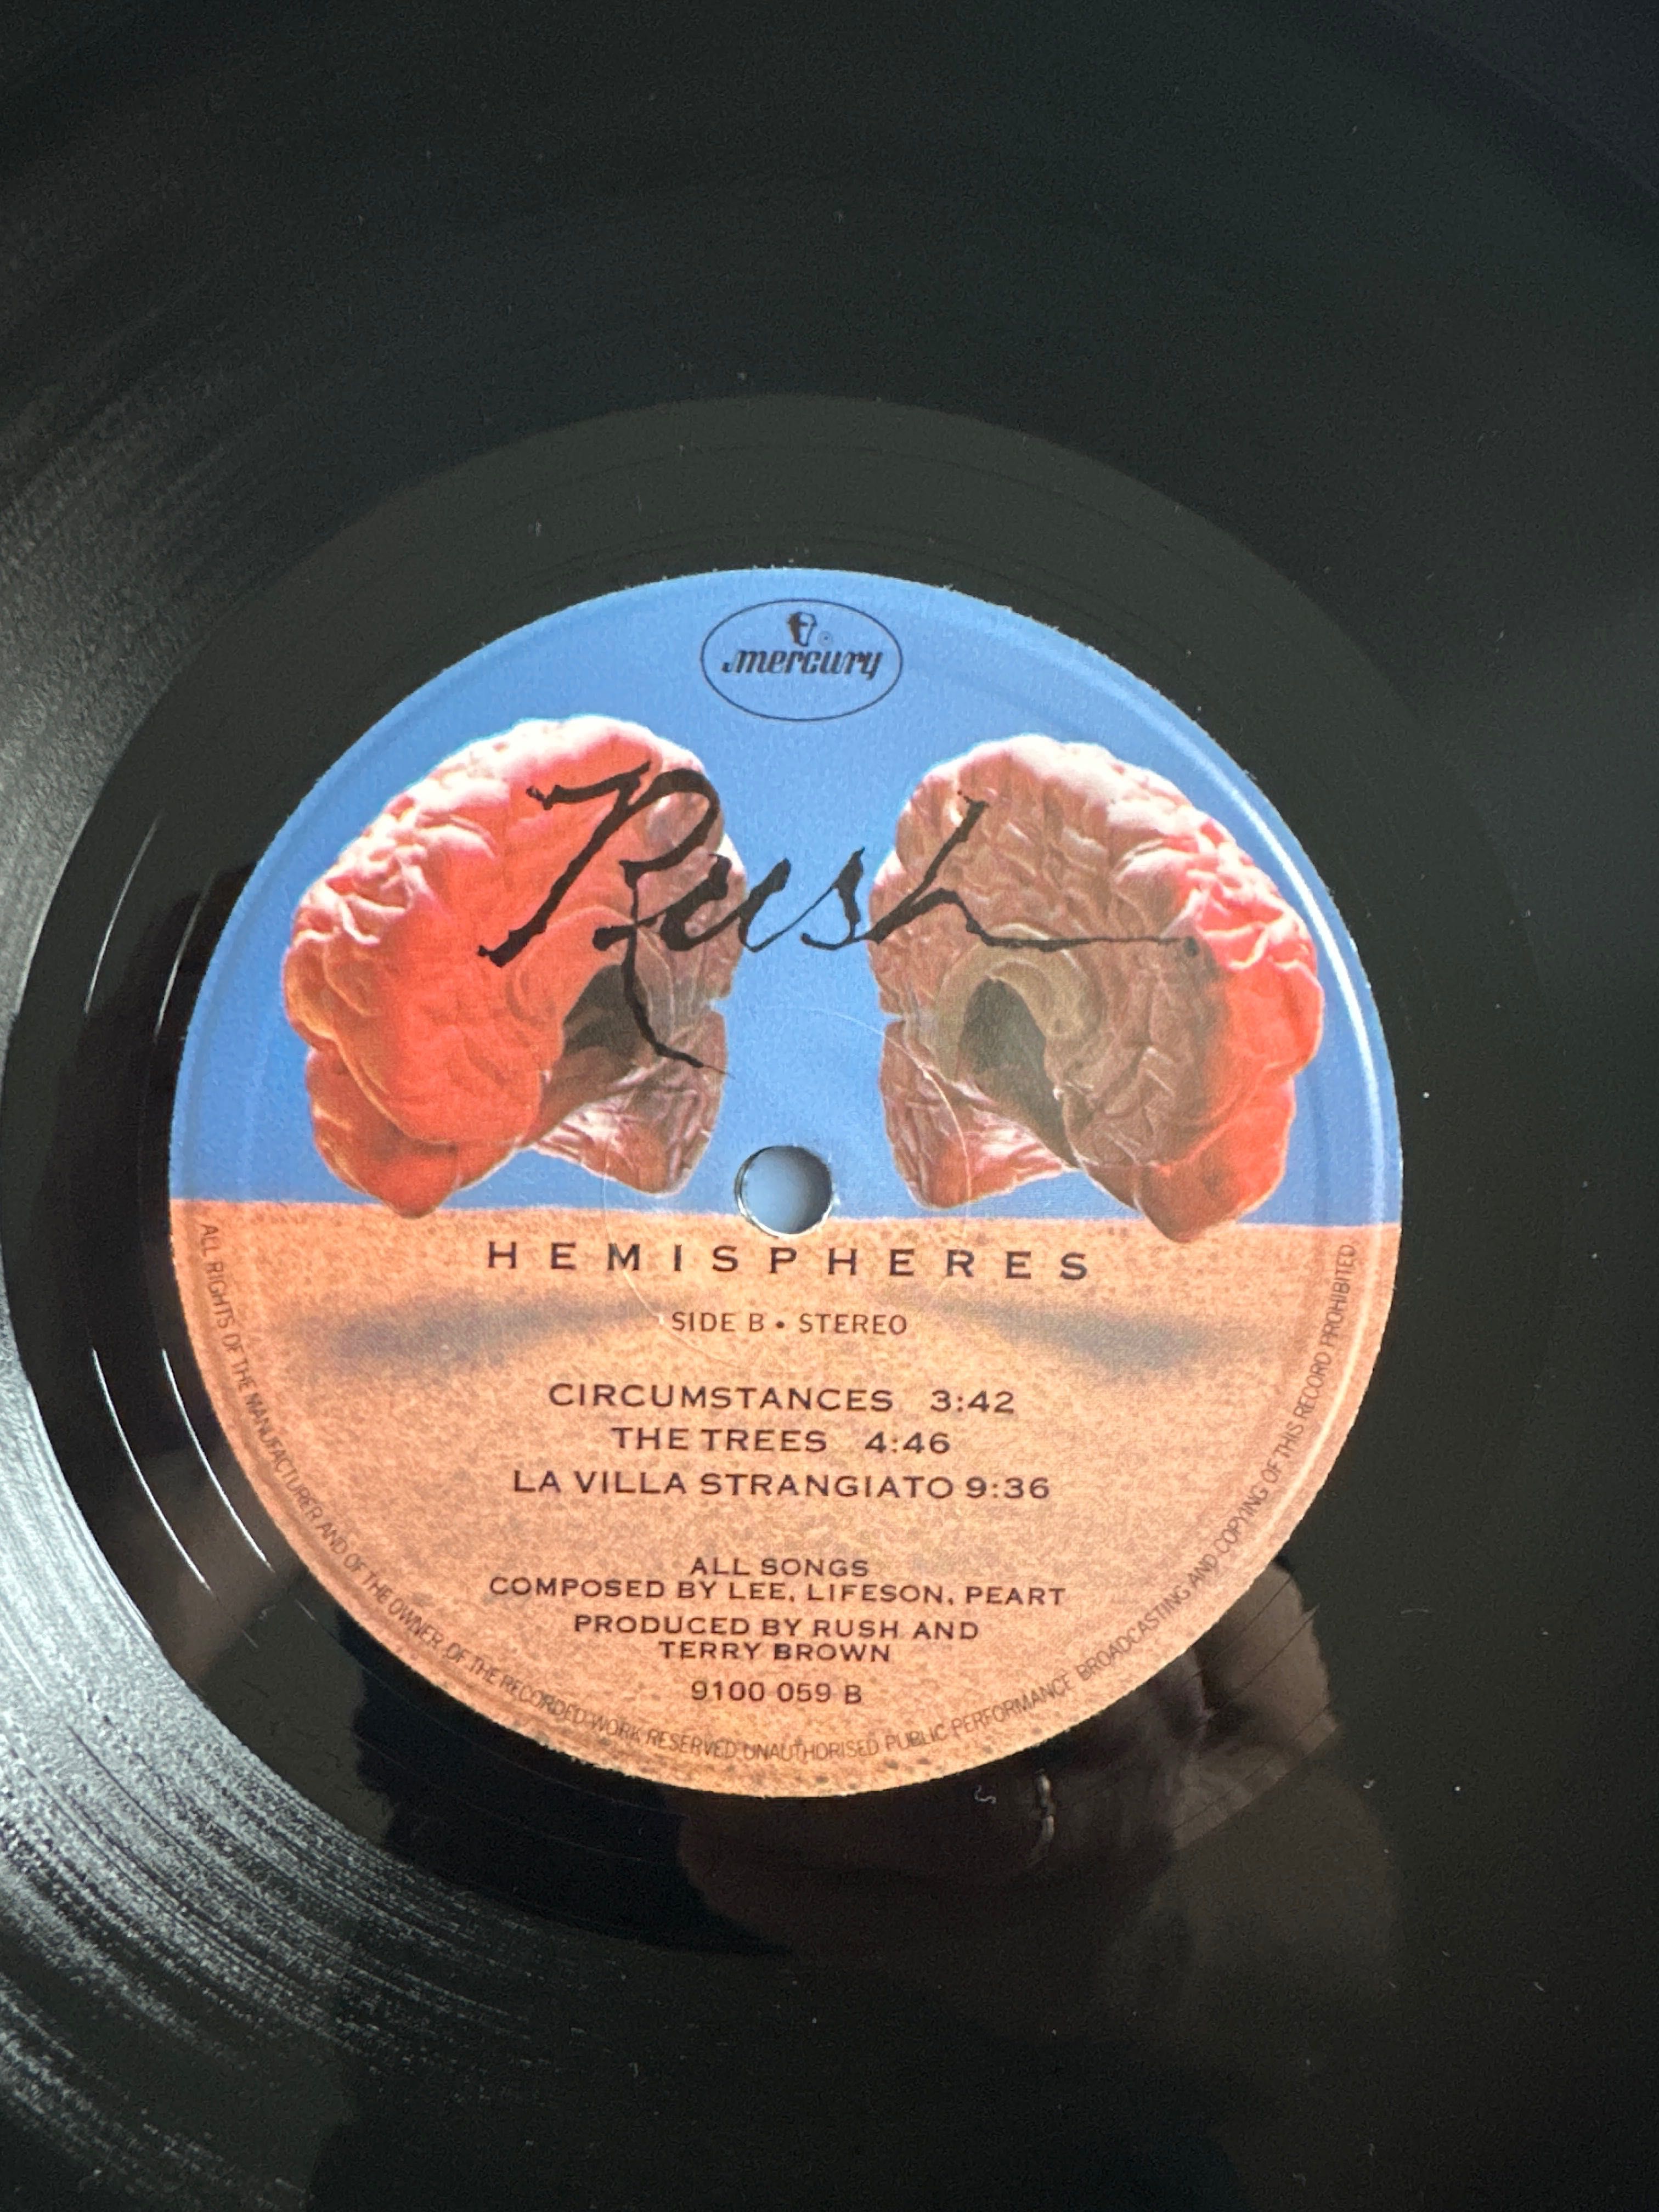 mercury
Rush
HEMISPHERES
SIDE B • STEREO
CIRCUMSTANCES 3:42
THE TREES 4:46
LA VILLA STRANGIATO 9:36
ALL SONGS
COMPOSED BY LEE, LIFESON, PEART
PRODUCED BY RUSH AND
TERRY BROWN
9100 059 B
ALL RIGHTS OF THE MANUFACTURER AND OF THE OWNER OF THE RECORDED WORK RESERVED UNAUTHORISED PUBLIC PERFORMANCE BROADCASTING AND COPYING OF THIS RECORD PROHIBITED